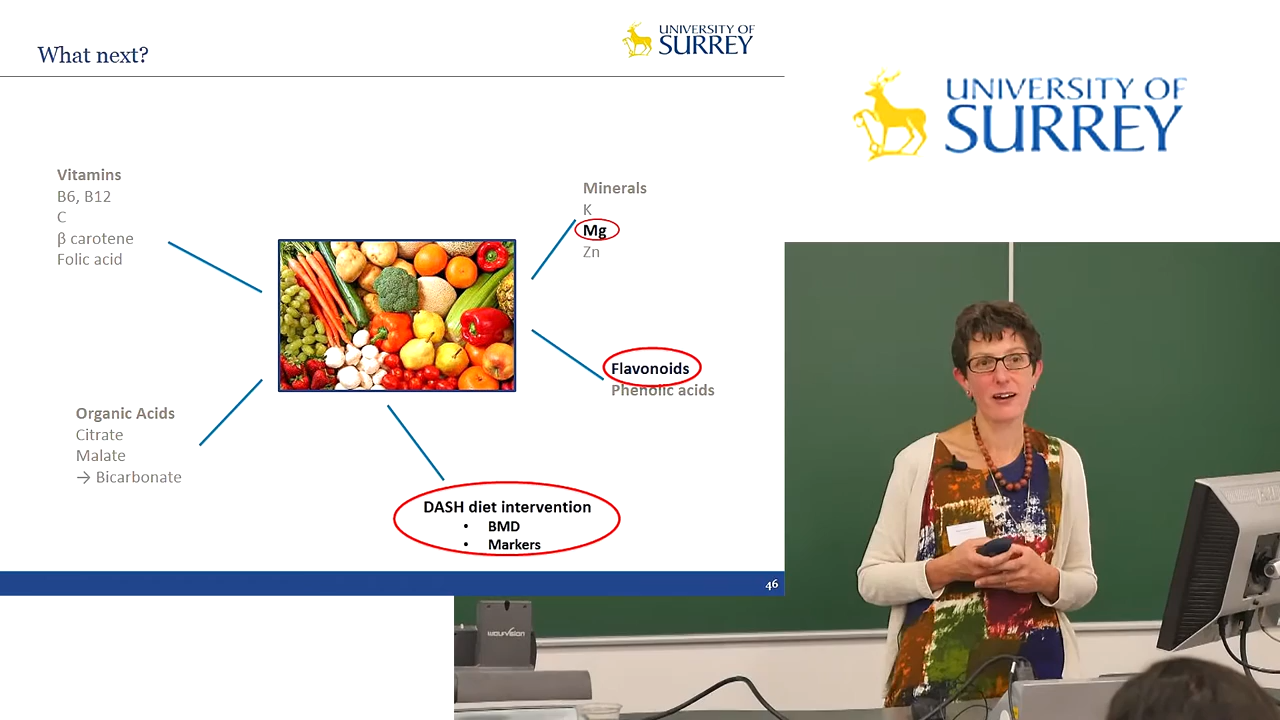 What next?
UNIVERSITY OF
SURREY
UNIVERSITY OF
SURREY
Vitamins
B6, B12
C
β carotene
Folic acid
Minerals
K
Mg
Zn
Flavonoids
Phenolic acids
Organic Acids
Citrate
Malate
→ Bicarbonate
DASH diet intervention
• BMD
• Markers
46
wolfvision